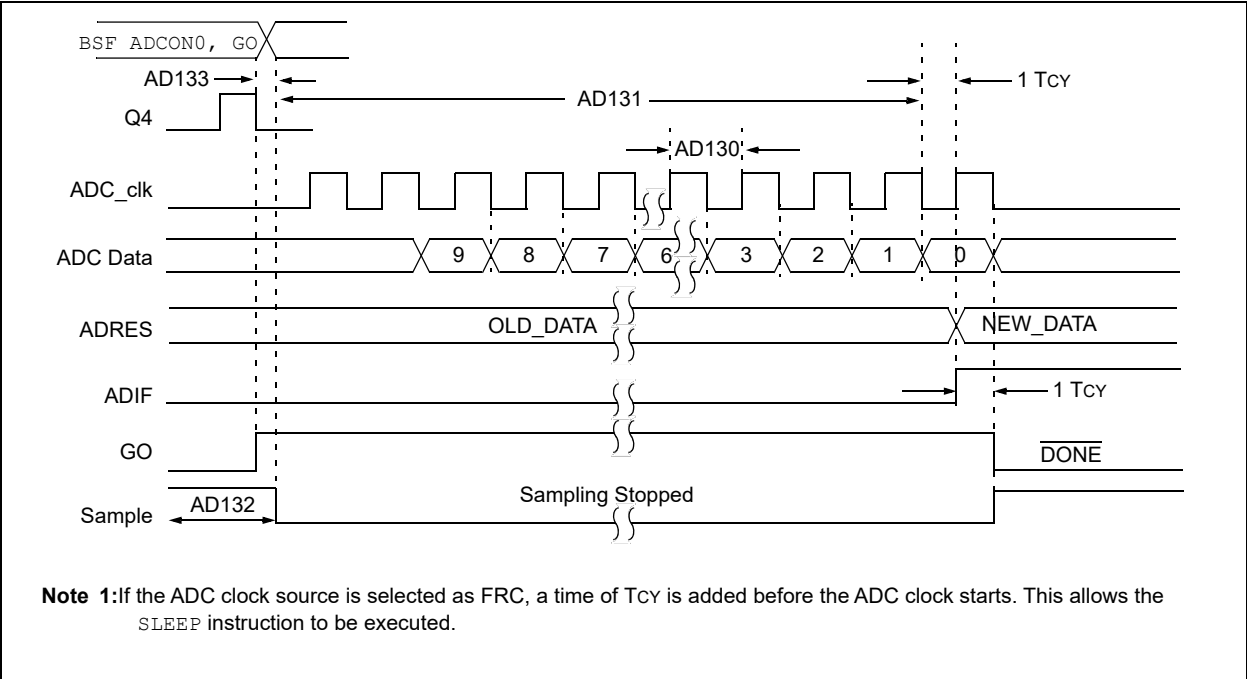 BSF ADCON0, GO
AD133
1 TCY
AD131
Q4
AD130
ADC_clk
ADC Data
9 8 7 6 3 2 1 0
ADRES
OLD_DATA
NEW_DATA
ADIF
1 TCY
GO
DONE
Sample
AD132
Sampling Stopped
Note 1:If the ADC clock source is selected as FRC, a time of TCY is added before the ADC clock starts. This allows the
SLEEP instruction to be executed.